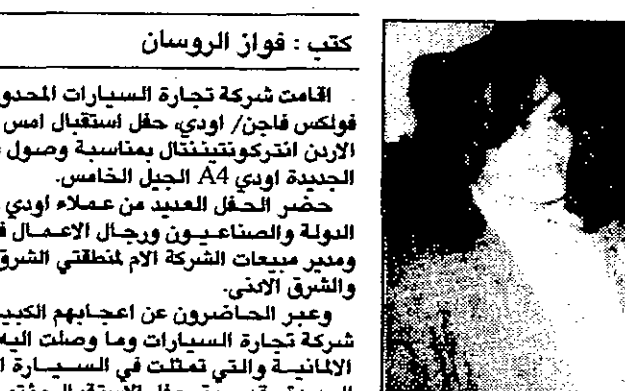 كتب : فواز الروسان
اقامت شركة تجارة السيارات المحدو
فولكس فاجن/ اودي، حفل استقبال امس
الاردن انتركونتيننتال بمناسبة وصول
الجديدة اودي A4 الجيل الخامس.
حضر الحفل العديد من عملاء اودي
الدولة والصناعيون ورجال الاعمال
ومدير مبيعات الشركة الام لمنطقتي الشرق
والشرق الادنى.
وعبر الحاضرون عن اعجابهم الكبي
شركة تجارة السيارات وما وصلت اليه
الالمانية والتي تمثلت في السيارة